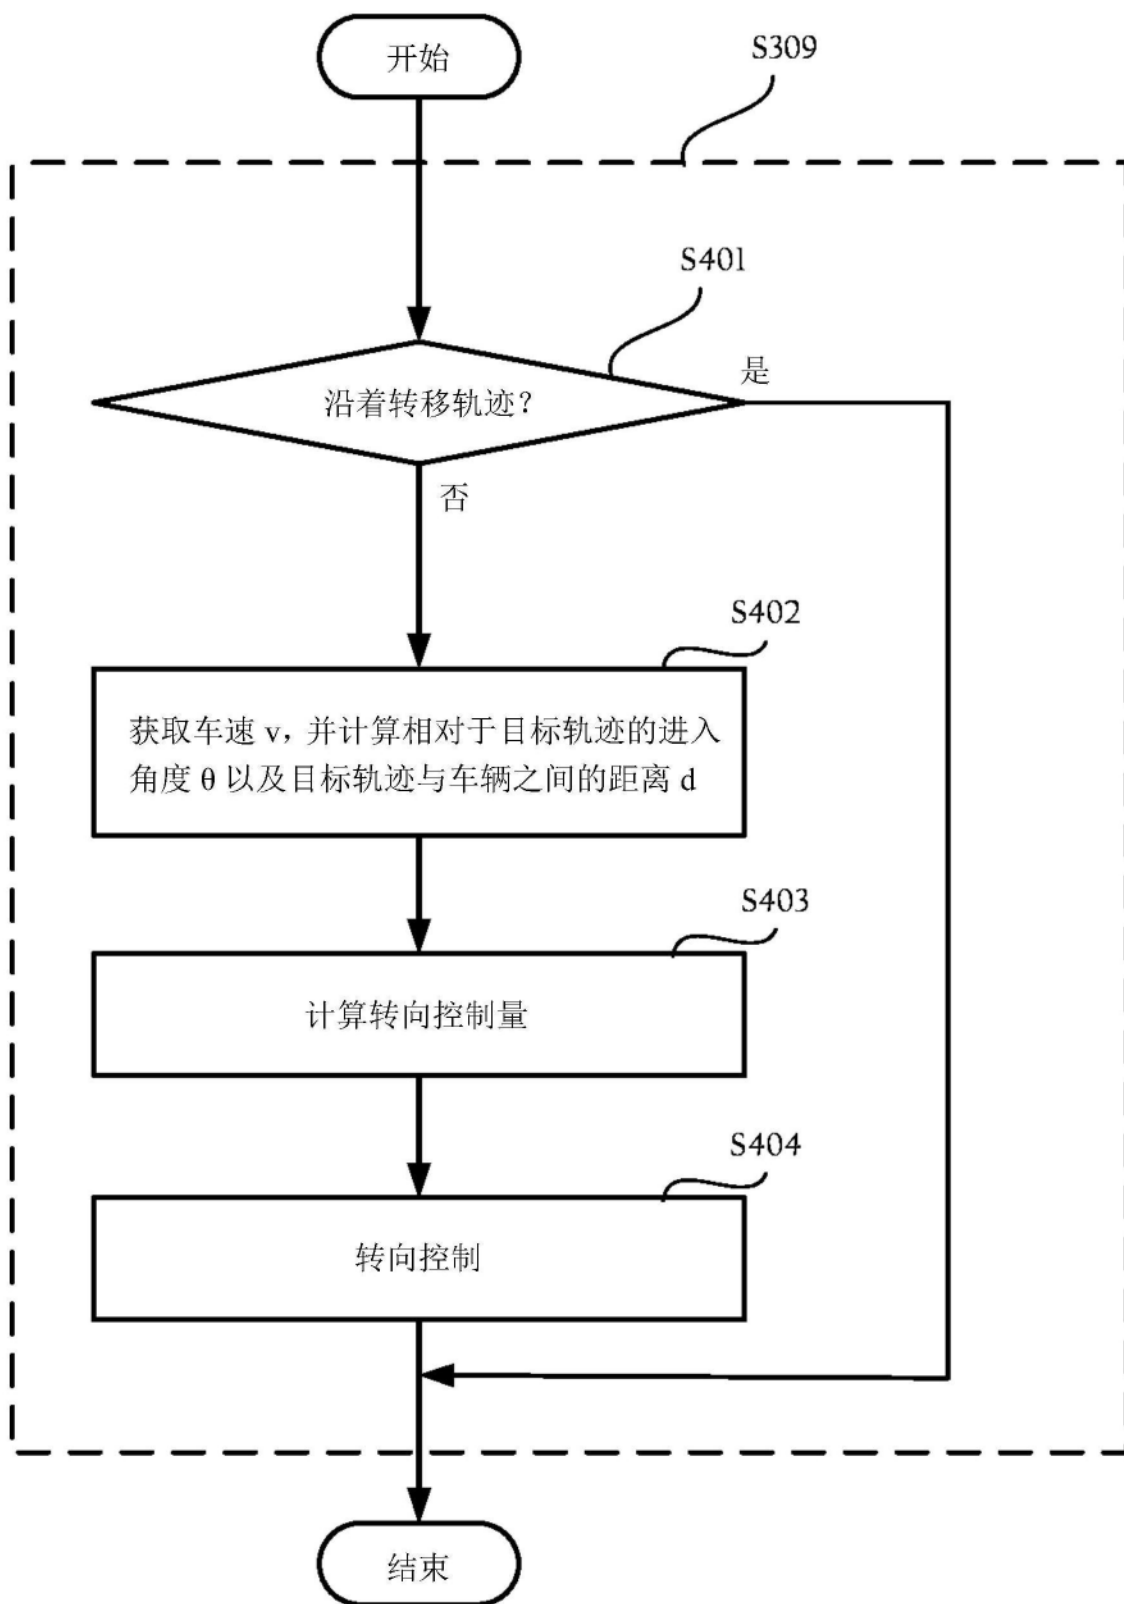 开始
S309
S401
沿着转移轨迹？
是
否
S402
获取车速 v，并计算相对于目标轨迹的进入
角度 θ 以及目标轨迹与车辆之间的距离 d
S403
计算转向控制量
S404
转向控制
结束